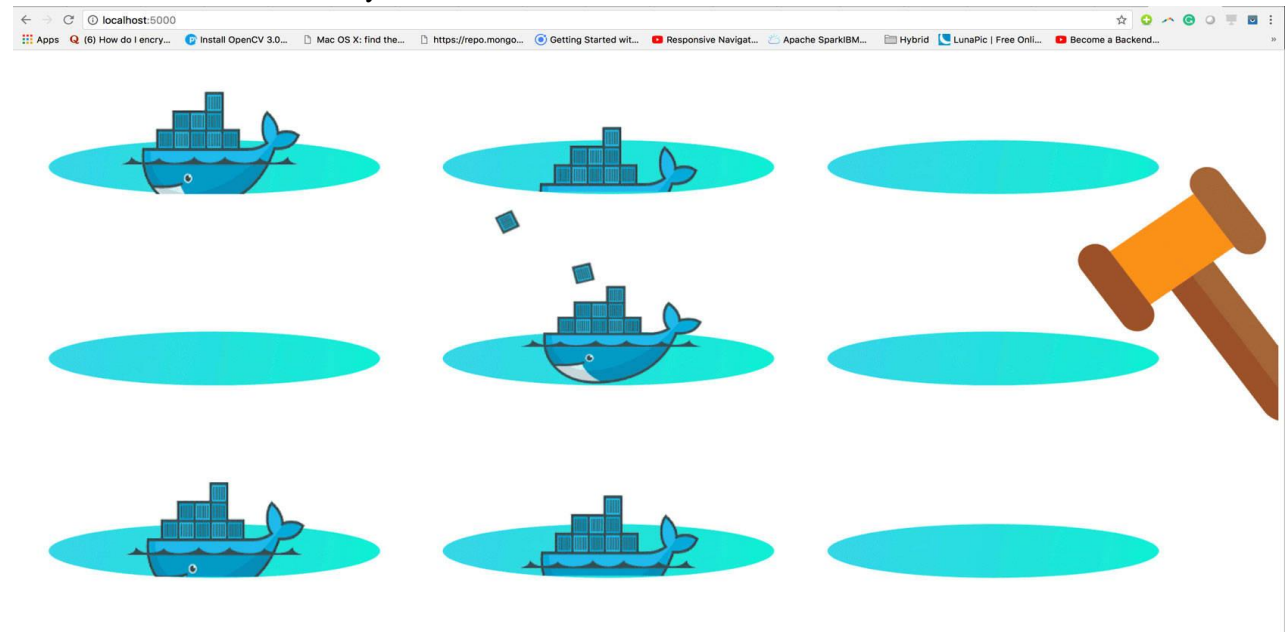 localhost:5000
Apps (6) How do I encry... Install OpenCV 3.0... Mac OS X: find the... https://repo.mongo... Getting Started wit... Responsive Navigat... Apache SparkIBM... Hybrid LunaPic | Free Onli... Become a Backend... »